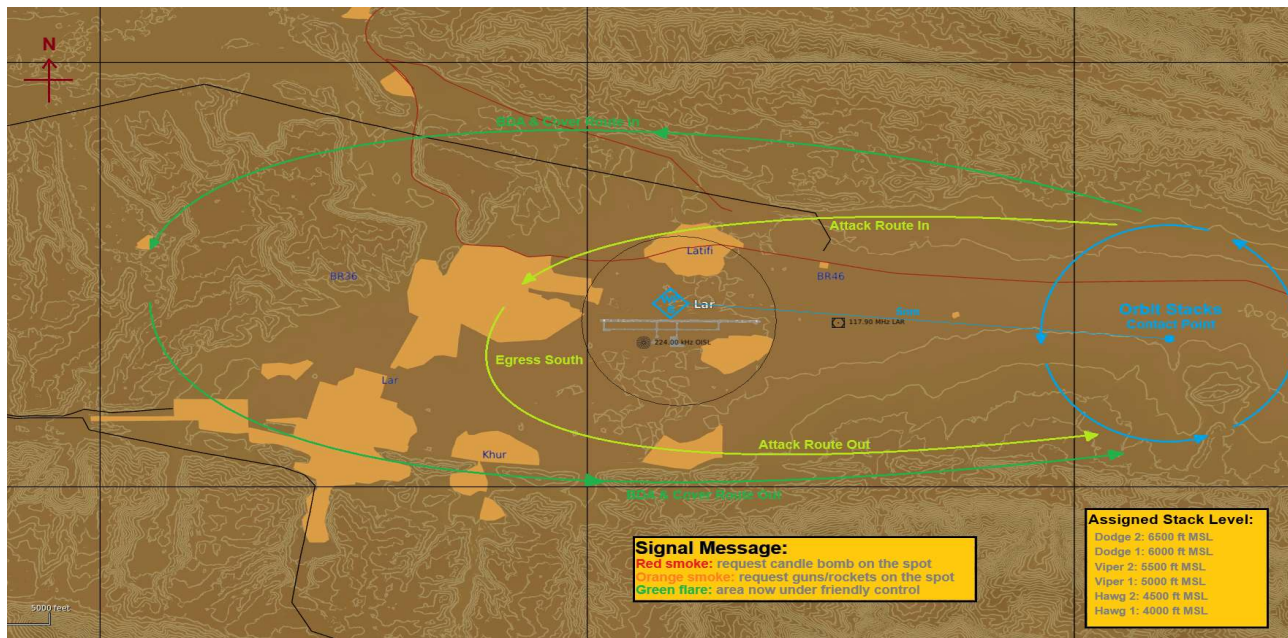 N
BDA & Cover Route In
Attack Route In
Latifi
BR36
BR46
Lar
Orbit Stacks
Contact Point
117.90 MHz LAR
224.00 kHz OISL
Egress South
Lar
Attack Route Out
Khur
BDA & Cover Route Out
Assigned Stack Level:
Dodge 2: 6500 ft MSL
Dodge 1: 6000 ft MSL
Viper 2: 5500 ft MSL
Viper 1: 5000 ft MSL
Hawg 2: 4500 ft MSL
Hawg 1: 4000 ft MSL
Signal Message:
Red smoke: request candle bomb on the spot
Orange smoke: request guns/rockets on the spot
Green flare: area now under friendly control
5000 feet